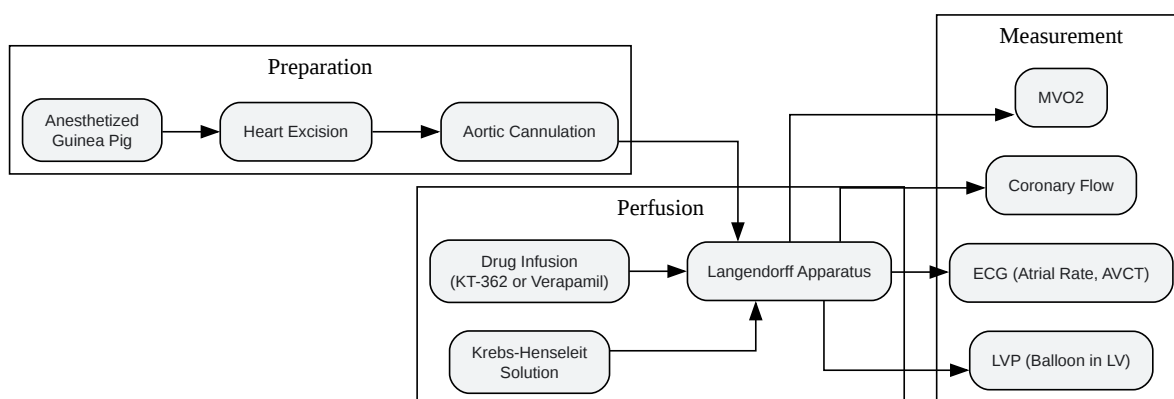 Preparation
Anesthetized
Guinea Pig
Heart Excision
Aortic Cannulation
Perfusion
Drug Infusion
(KT-362 or Verapamil)
Krebs-Henseleit
Solution
Langendorff Apparatus
Measurement
MVO2
Coronary Flow
ECG (Atrial Rate, AVCT)
LVP (Balloon in LV)